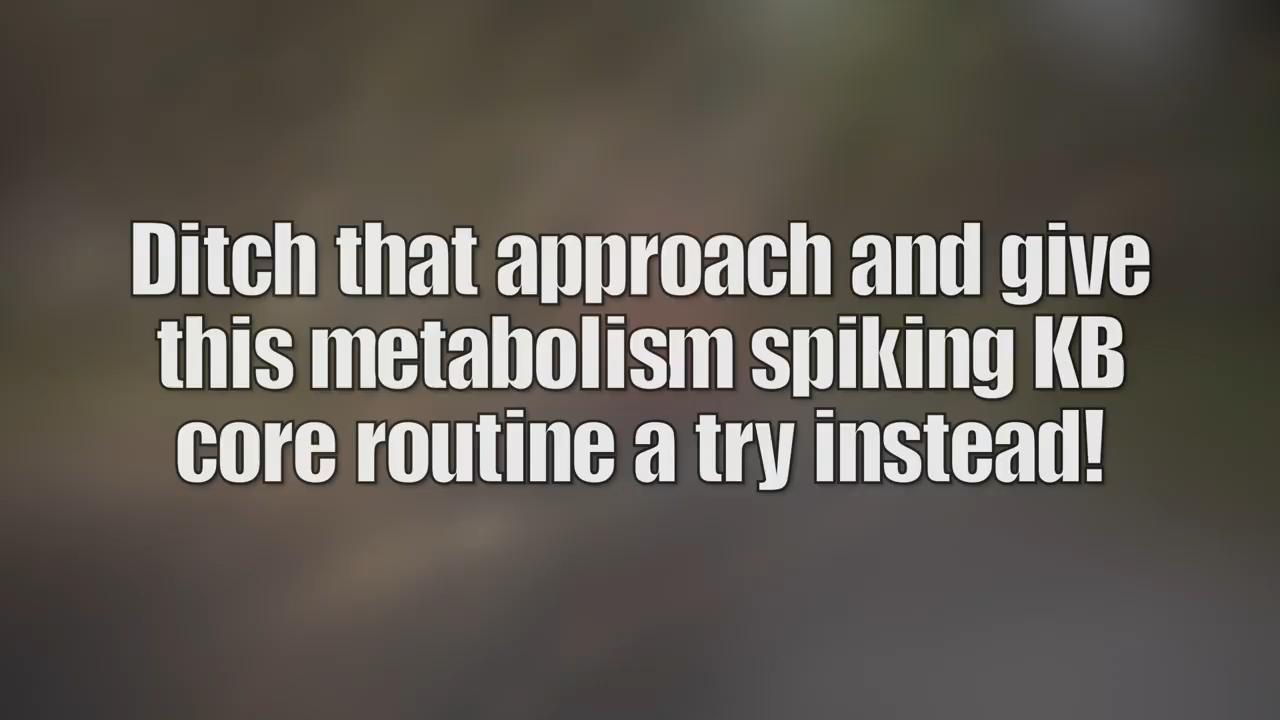 Ditch that approach and give
this metabolism spiking KB
core routine a try instead!